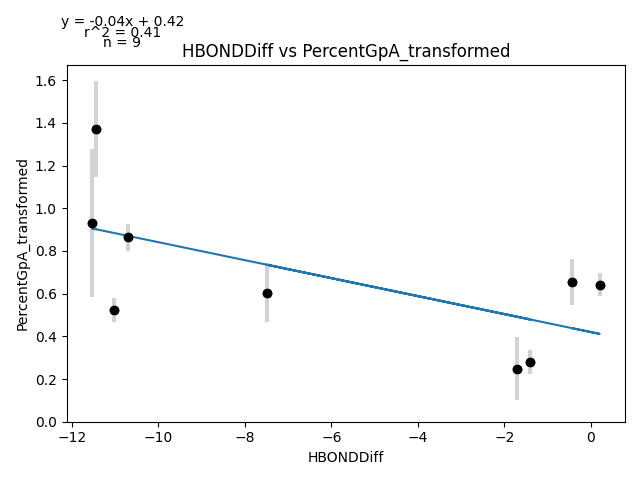 y = -0.04x + 0.42
r^2 = 0.41
n = 9
HBONDDiff vs PercentGpA_transformed
PercentGpA_transformed
1.6
1.4
1.2
1.0
0.8
0.6
0.4
0.2
0.0
−12 −10 −8 −6 −4 −2 0
HBONDDiff